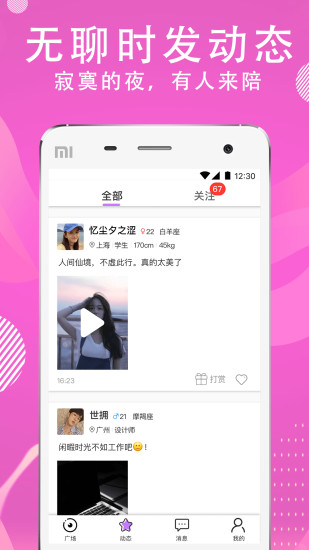 无聊时发动态
寂寞的夜，有人来陪
mi
12:30
全部
关注
67
忆尘夕之涩 ♀22 白羊座
上海 学生 170cm 45kg
人间仙境，不虚此行。真的太美了
16:23
打赏
世拥 ♂21 摩羯座
广州 设计师
闲暇时光不如工作吧😊！
广场
动态
消息
我的